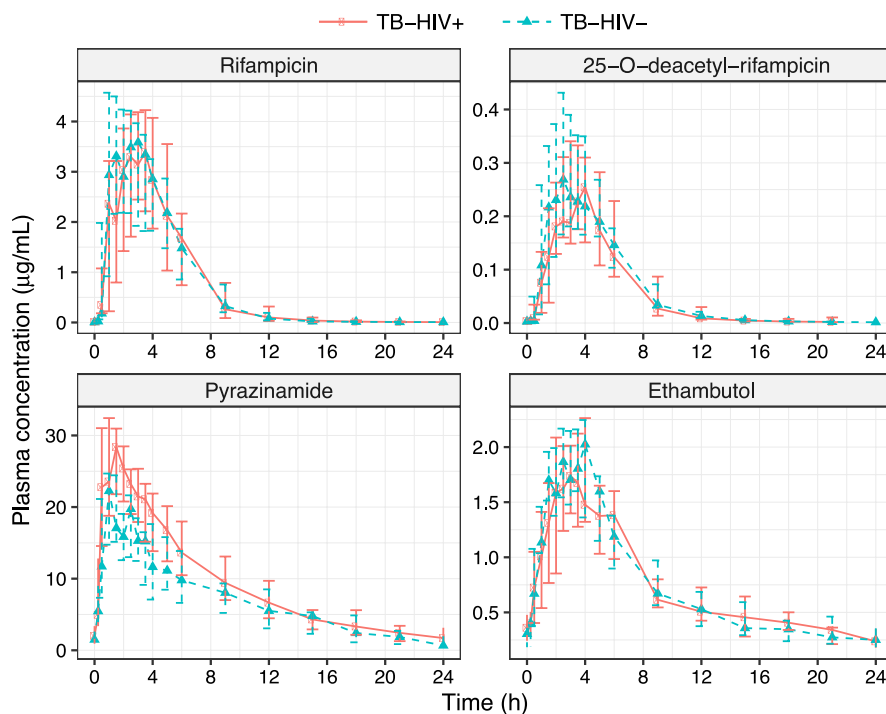 TB−HIV+ TB−HIV−
Rifampicin 25−O−deacetyl−rifampicin
Plasma concentration (μg/mL)
4
3
2
1
0
0 4 8 12 16 20 24
0.4
0.3
0.2
0.1
0.0
0 4 8 12 16 20 24
Pyrazinamide Ethambutol
30
20
10
0
0 4 8 12 16 20 24
2.0
1.5
1.0
0.5
0 4 8 12 16 20 24
Time (h)